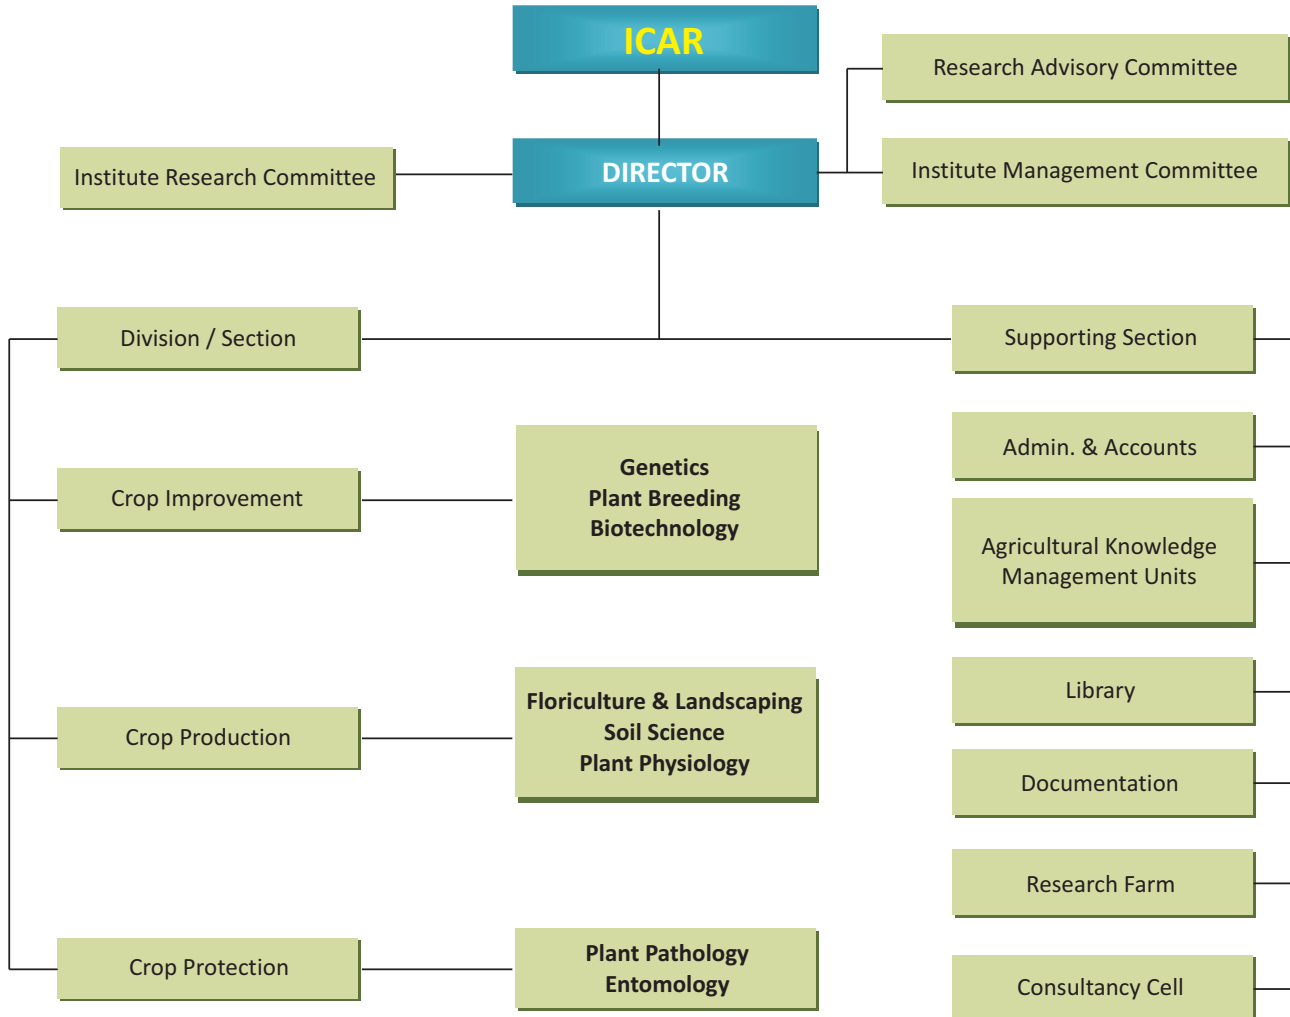 ICAR
Research Advisory Committee
Institute Research Committee
DIRECTOR
Institute Management Committee
Division / Section
Supporting Section
Crop Improvement
Genetics
Plant Breeding
Biotechnology
Admin. & Accounts
Agricultural Knowledge
Management Units
Crop Production
Floriculture & Landscaping
Soil Science
Plant Physiology
Library
Documentation
Research Farm
Crop Protection
Plant Pathology
Entomology
Consultancy Cell